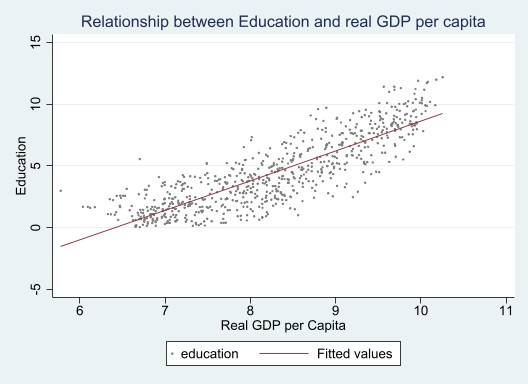 Relationship between Education and real GDP per capita
15
10
5
0
-5
Education
6 7 8 9 10 11
Real GDP per Capita
education Fitted values